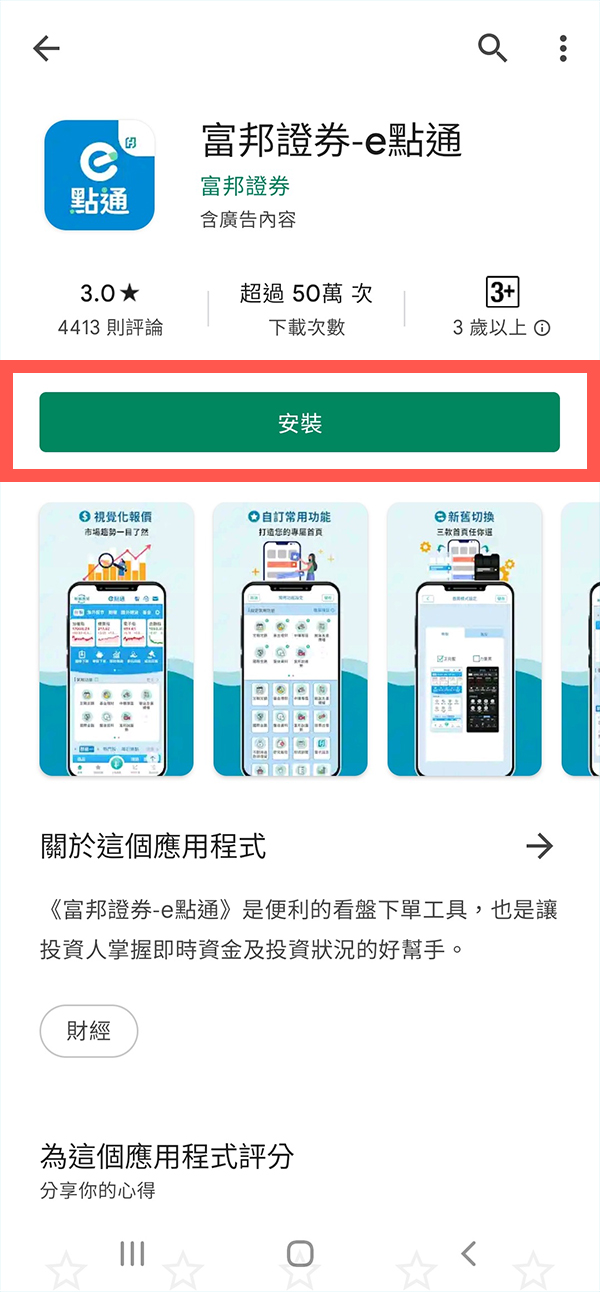 富邦證券-e點通
點通
富邦證券
含廣告內容
3.0★
4413 則評論
超過 50萬 次
下載次數
3+
3 歲以上
安裝
視覺化報價
市場趨勢一目了然
自訂常用功能
打造您的專屬首頁
新舊切換
三款首頁任你選
關於這個應用程式
《富邦證券-e點通》是便利的看盤下單工具，也是讓
投資人掌握即時資金及投資狀況的好幫手。
財經
為這個應用程式評分
分享你的心得